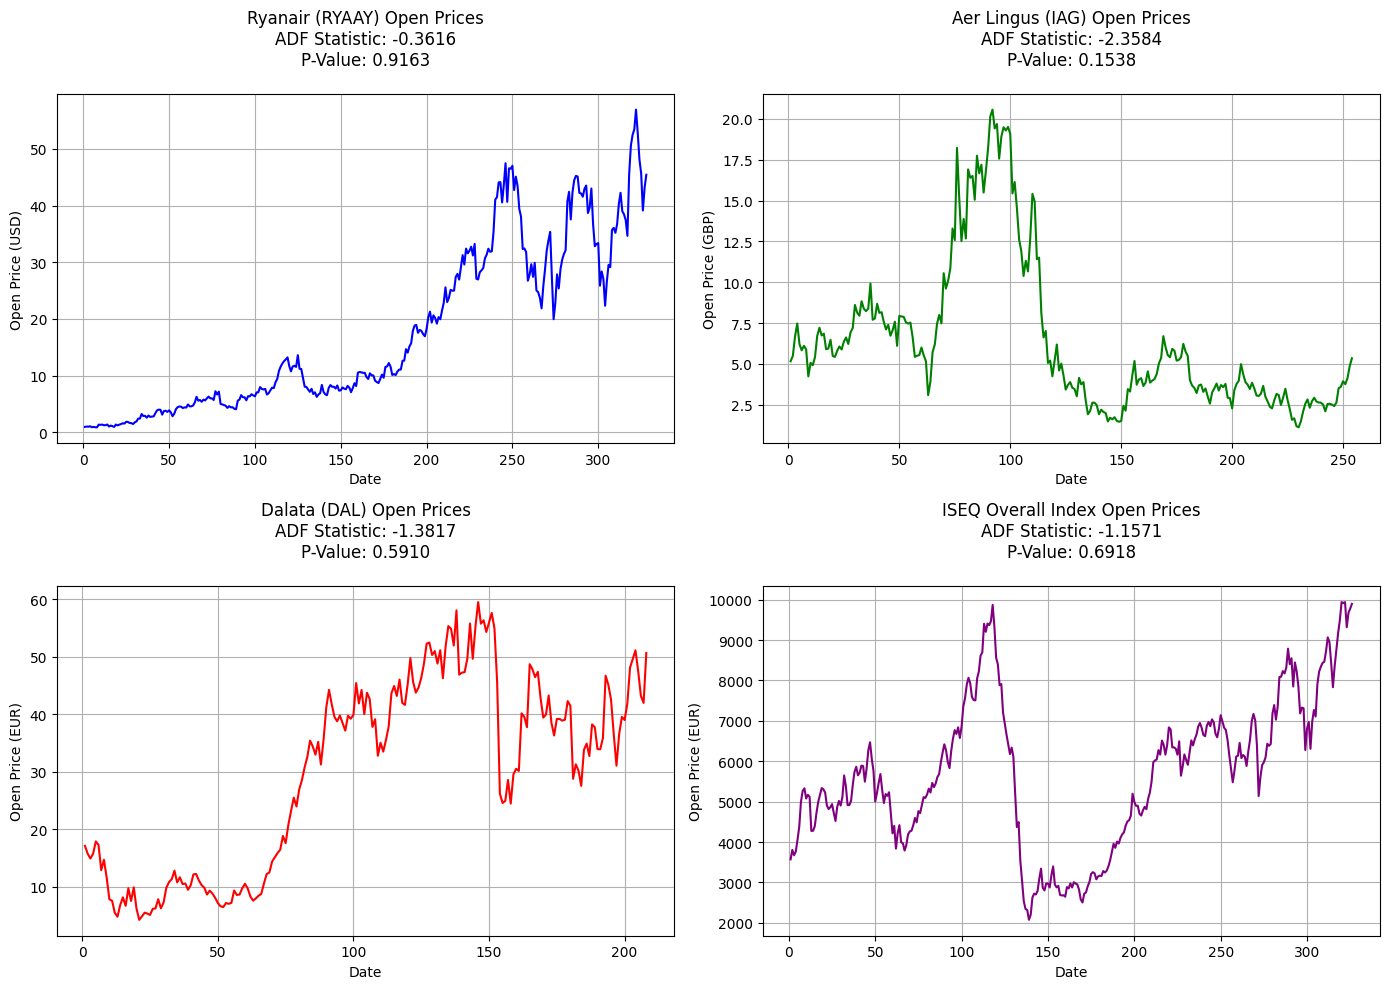 Ryanair (RYAAY) Open Prices
ADF Statistic: -0.3616
P-Value: 0.9163
Open Price (USD)
50
40
30
20
10
0
0 50 100 150 200 250 300
Date
Aer Lingus (IAG) Open Prices
ADF Statistic: -2.3584
P-Value: 0.1538
Open Price (GBP)
20.0
17.5
15.0
12.5
10.0
7.5
5.0
2.5
0 50 100 150 200 250
Date
Dalata (DAL) Open Prices
ADF Statistic: -1.3817
P-Value: 0.5910
Open Price (EUR)
60
50
40
30
20
10
0 50 100 150 200
Date
ISEQ Overall Index Open Prices
ADF Statistic: -1.1571
P-Value: 0.6918
Open Price (EUR)
10000
9000
8000
7000
6000
5000
4000
3000
2000
0 50 100 150 200 250 300
Date